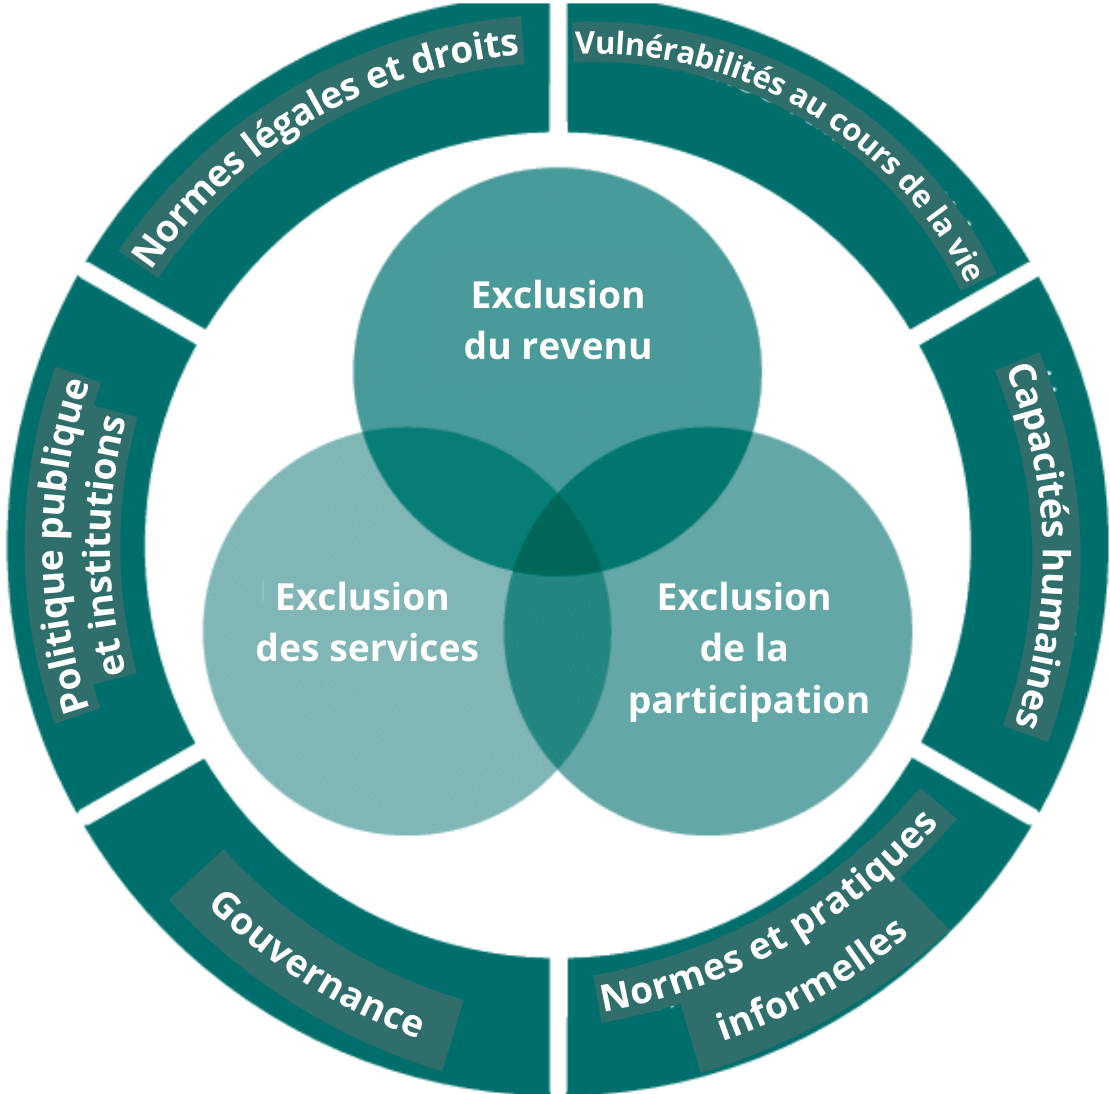 Normes légales et droits
Vulnérabilités au cours de la vie
Capacités humaines
Normes et pratiques
informelles
Gouvernance
Politique publique
et institutions
Exclusion
du revenu
Exclusion
des services
Exclusion
de la
participation